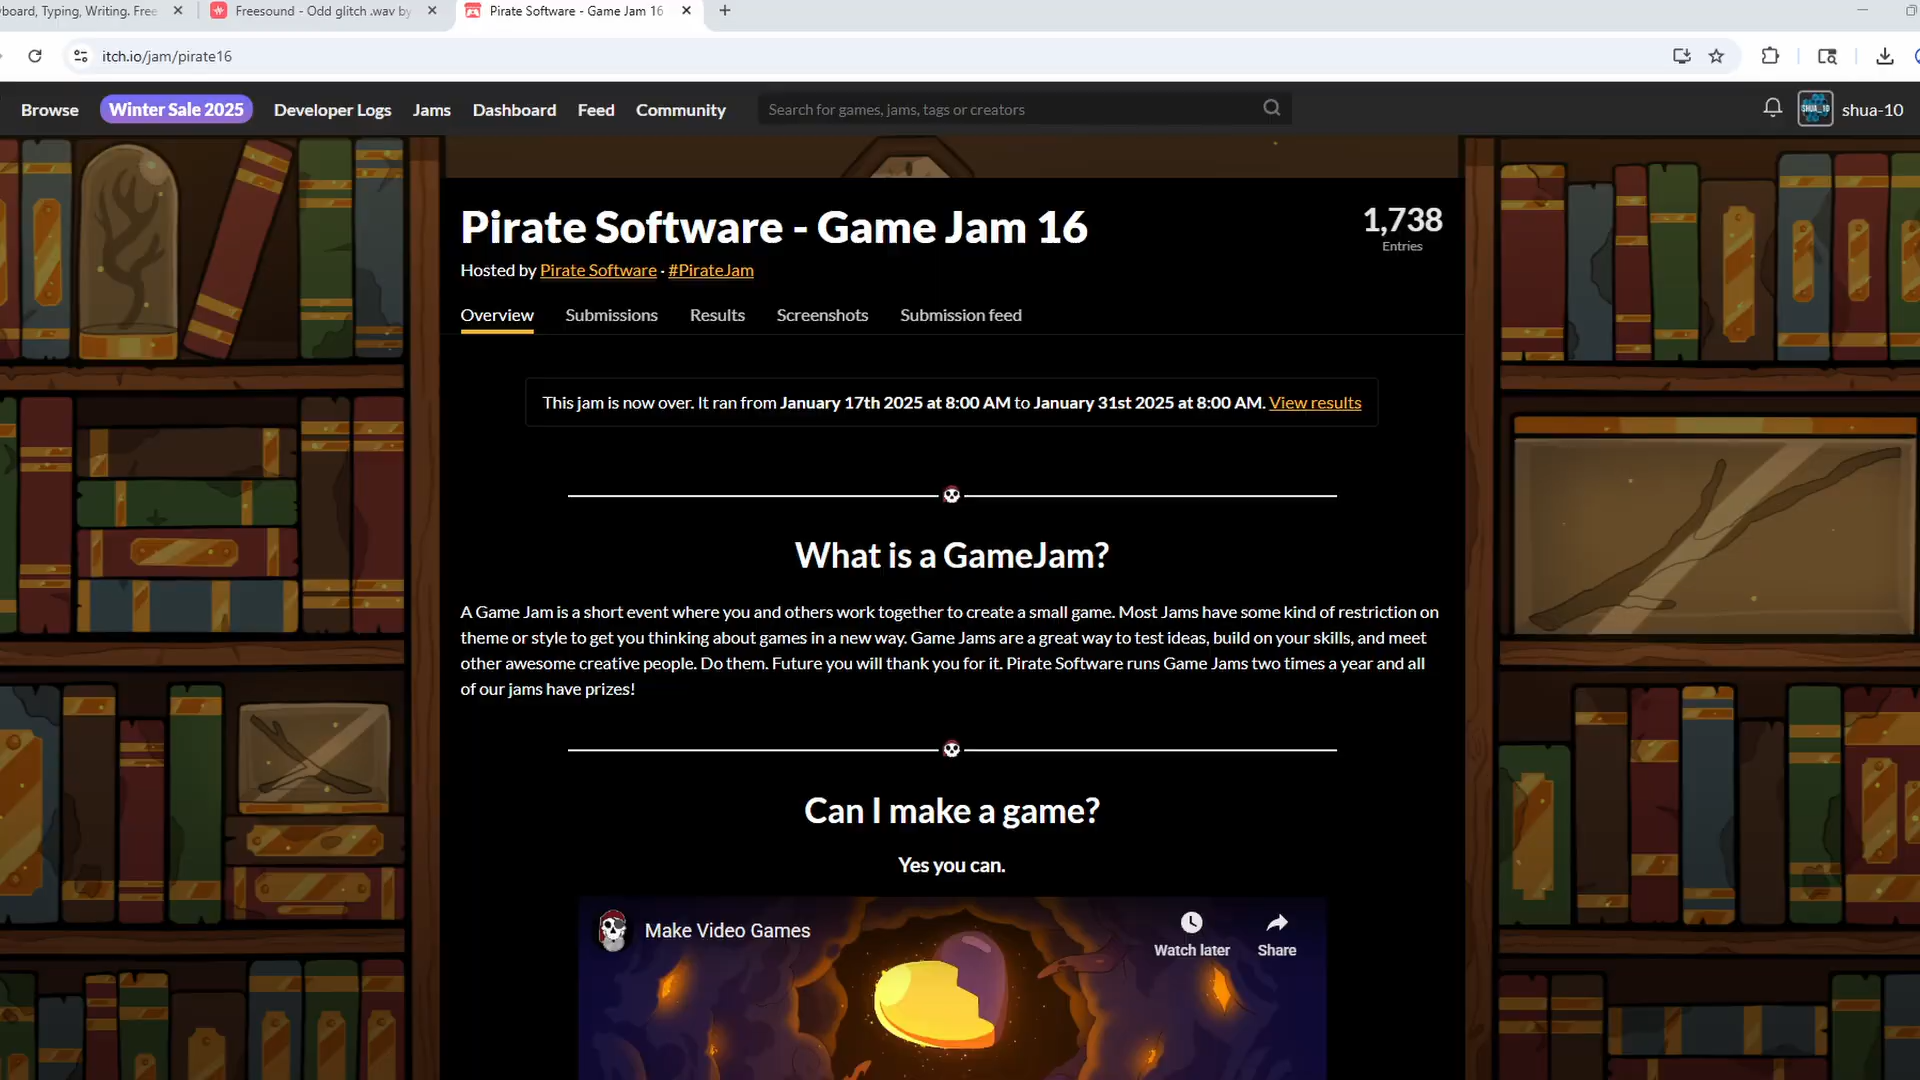 board, Typing, Writing. Free
Freesound - Odd glitch .wav by
Pirate Software - Game Jam 16
itch.io/jam/pirate16
Browse
Winter Sale 2025
Developer Logs
Jams
Dashboard
Feed
Community
Search for games, jams, tags or creators
shua-10
Pirate Software - Game Jam 16
1,738
Entries
Hosted by Pirate Software · #PirateJam
Overview
Submissions
Results
Screenshots
Submission feed
This jam is now over. It ran from January 17th 2025 at 8:00 AM to January 31st 2025 at 8:00 AM. View results
What is a GameJam?
A Game Jam is a short event where you and others work together to create a small game. Most Jams have some kind of restriction on
theme or style to get you thinking about games in a new way. Game Jams are a great way to test ideas, build on your skills, and meet
other awesome creative people. Do them. Future you will thank you for it. Pirate Software runs Game Jams two times a year and all
of our jams have prizes!
Can I make a game?
Yes you can.
Make Video Games
Watch later
Share